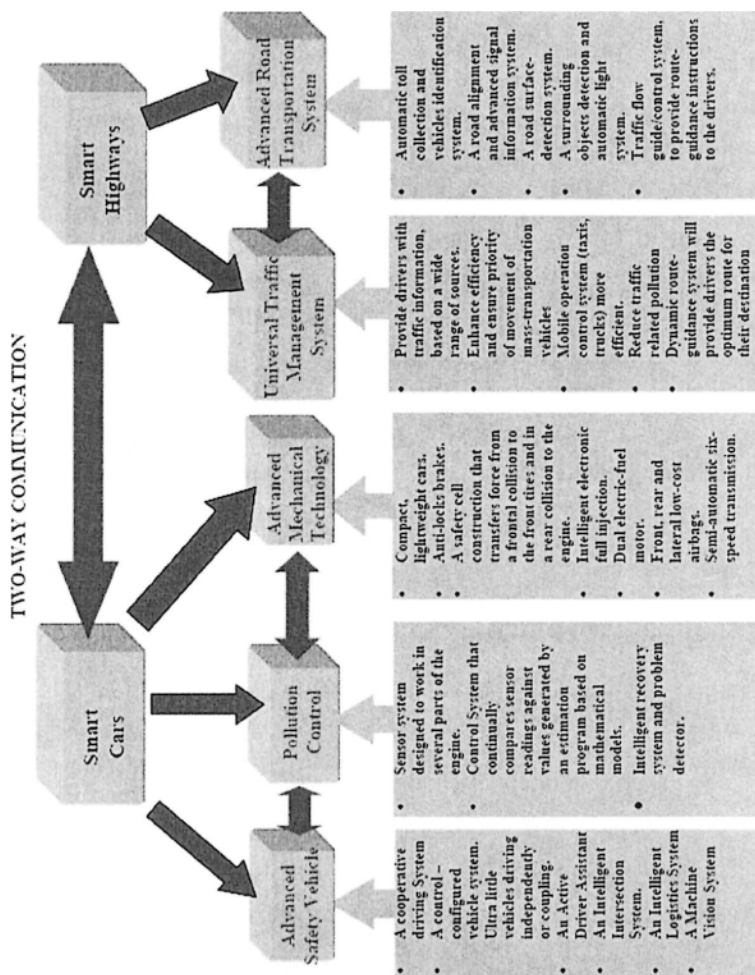 TWO-WAY COMMUNICATION
Smart
Cars
Smart
Highways
Advanced
Safety Vehicle
Pollution
Control
Advanced
Mechanical
Technology
Universal Traffic
Management
System
Advanced Road
Transportation
System
• A cooperative
driving System
• A control –
configured
vehicle system.
• Ultra little
vehicles driving
independently
or coupling.
• An Active
Driver Assistant
• An Intelligent
Intersection
System.
• An Intelligent
Logistics System
• A Machine
Vision System
• Sensor system
designed to work in
several parts of the
engine.
• Control System that
continually
compares sensor
readings against
values generated by
an estimation
program based on
mathematical
models.
• Intelligent recovery
system and problem
detector.
• Compact,
lightweight cars.
• Anti-locks brakes.
• A safety cell
construction that
transfers force from
a frontal collision to
the front tires and in
a rear collision to the
engine.
• Intelligent electronic
full injection.
• Dual electric-fuel
motor.
• Front, rear and
lateral low-cost
airbags.
• Semi-automatic six-
speed transmission.
• Provide drivers with
traffic information,
based on a wide
range of sources.
• Enhance efficiency
and ensure priority
of movement of
mass-transportation
vehicles
• Mobile operation
control system (taxis,
trucks) more
efficient.
• Reduce traffic
related pollution
• Dynamic route-
guidance system will
provide drivers the
optimum route for
their destination
• Automatic toll
collection and
vehicles identification
system.
• A road alignment
and advanced signal
information system.
• A road surface-
detection system.
• A surrounding
objects detection and
automatic light
system.
• Traffic flow
guide/control system,
to provide route-
guidance instructions
to the drivers.